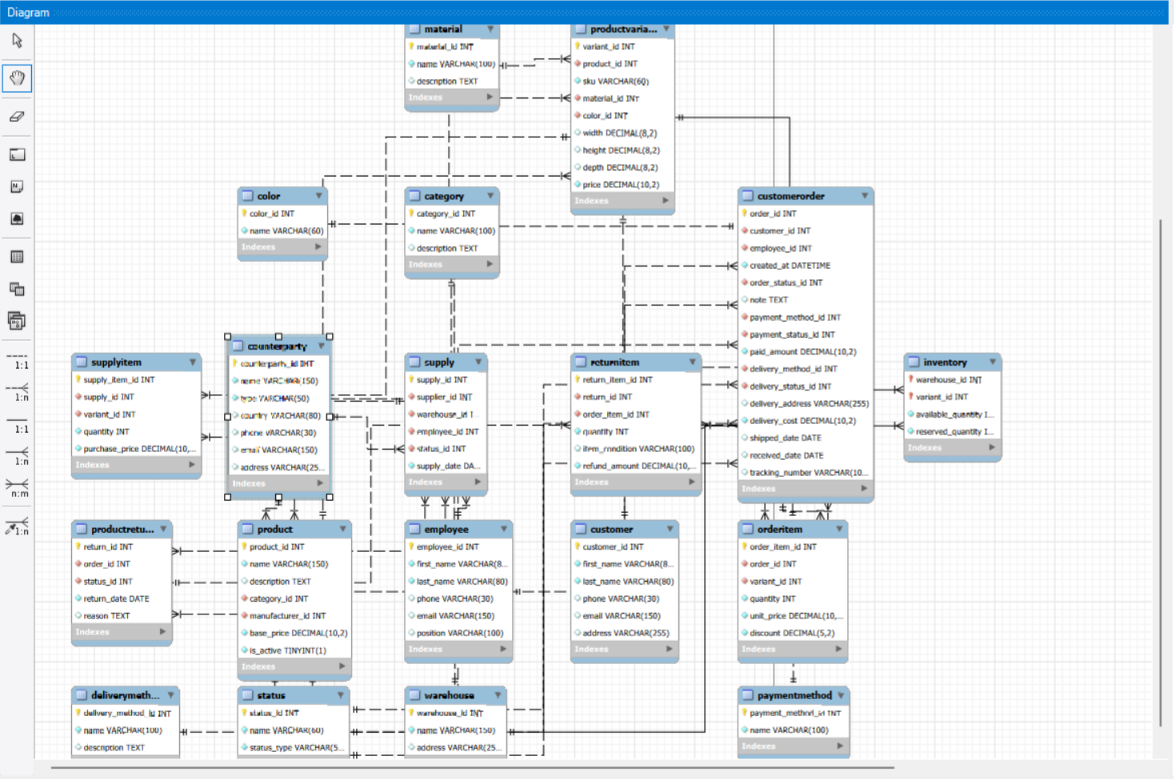 Diagram
material
material_id INT
name VARCHAR(100)
description TEXT
Indexes
productvaria...
variant_id INT
product_id INT
sku VARCHAR(60)
material_id INT
color_id INT
width DECIMAL(8,2)
height DECIMAL(8,2)
depth DECIMAL(8,2)
price DECIMAL(10,2)
Indexes
color
color_id INT
name VARCHAR(60)
Indexes
category
category_id INT
name VARCHAR(100)
description TEXT
Indexes
customerorder
order_id INT
customer_id INT
employee_id INT
created_at DATETIME
order_status_id INT
note TEXT
payment_method_id INT
payment_status_id INT
paid_amount DECIMAL(10,2)
delivery_method_id INT
delivery_status_id INT
delivery_address VARCHAR(255)
delivery_cost DECIMAL(10,2)
shipped_date DATE
received_date DATE
tracking_number VARCHAR(10...
Indexes
supplyitem
supply_item_id INT
supply_id INT
variant_id INT
quantity INT
purchase_price DECIMAL(10,...
Indexes
counterparty
counterparty_id INT
name VARCHAR(150)
type VARCHAR(50)
country VARCHAR(80)
phone VARCHAR(30)
email VARCHAR(150)
address VARCHAR(25...
Indexes
supply
supply_id INT
supplier_id INT
warehouse_id I...
employee_id INT
status_id INT
supply_date DA...
Indexes
returnitem
return_item_id INT
return_id INT
order_item_id INT
quantity INT
item_condition VARCHAR(100)
refund_amount DECIMAL(10,...
Indexes
inventory
warehouse_id INT
variant_id INT
available_quantity I...
reserved_quantity I...
Indexes
productretu...
return_id INT
order_id INT
status_id INT
return_date DATE
reason TEXT
Indexes
product
product_id INT
name VARCHAR(150)
description TEXT
category_id INT
manufacturer_id INT
base_price DECIMAL(10,2)
is_active TINYINT(1)
Indexes
employee
employee_id INT
first_name VARCHAR(8...
last_name VARCHAR(80)
phone VARCHAR(30)
email VARCHAR(150)
position VARCHAR(100)
Indexes
customer
customer_id INT
first_name VARCHAR(8...
last_name VARCHAR(80)
phone VARCHAR(30)
email VARCHAR(150)
address VARCHAR(255)
Indexes
orderitem
order_item_id INT
order_id INT
variant_id INT
quantity INT
unit_price DECIMAL(10,...
discount DECIMAL(5,2)
Indexes
deliverymeth...
delivery_method_id INT
name VARCHAR(100)
description TEXT
status
status_id INT
name VARCHAR(60)
status_type VARCHAR(5...
warehouse
warehouse_id INT
name VARCHAR(150)
address VARCHAR(25...
paymentmethod
payment_method_id INT
name VARCHAR(100)
Indexes
1:1
1:n
1:1
1:n
n:m
1:n